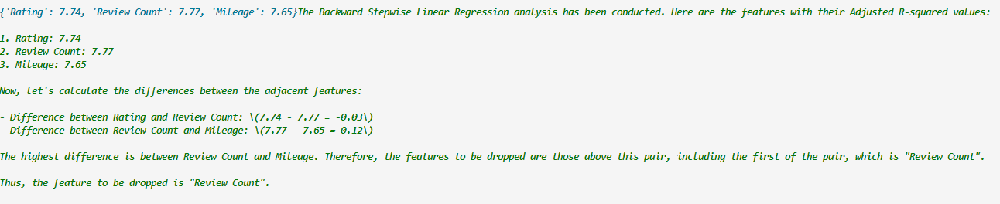 {'Rating': 7.74, 'Review Count': 7.77, 'Mileage': 7.65}The Backward Stepwise Linear Regression analysis has been conducted. Here are the features with their Adjusted R-squared values:
1. Rating: 7.74
2. Review Count: 7.77
3. Mileage: 7.65
Now, let's calculate the differences between the adjacent features:
- Difference between Rating and Review Count: \(7.74 - 7.77 = -0.03\)
- Difference between Review Count and Mileage: \(7.77 - 7.65 = 0.12\)
The highest difference is between Review Count and Mileage. Therefore, the features to be dropped are those above this pair, including the first of the pair, which is "Review Count".
Thus, the feature to be dropped is "Review Count".